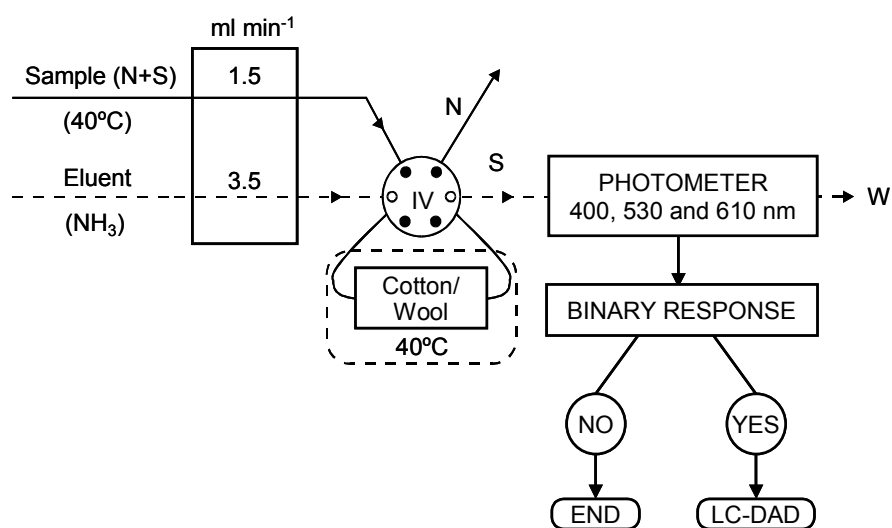 ml min⁻¹
Sample (N+S)
1.5
(40ºC)
N
S
Eluent
3.5
(NH₃)
IV
PHOTOMETER
400, 530 and 610 nm
W
Cotton/
Wool
40ºC
BINARY RESPONSE
NO
YES
END
LC-DAD